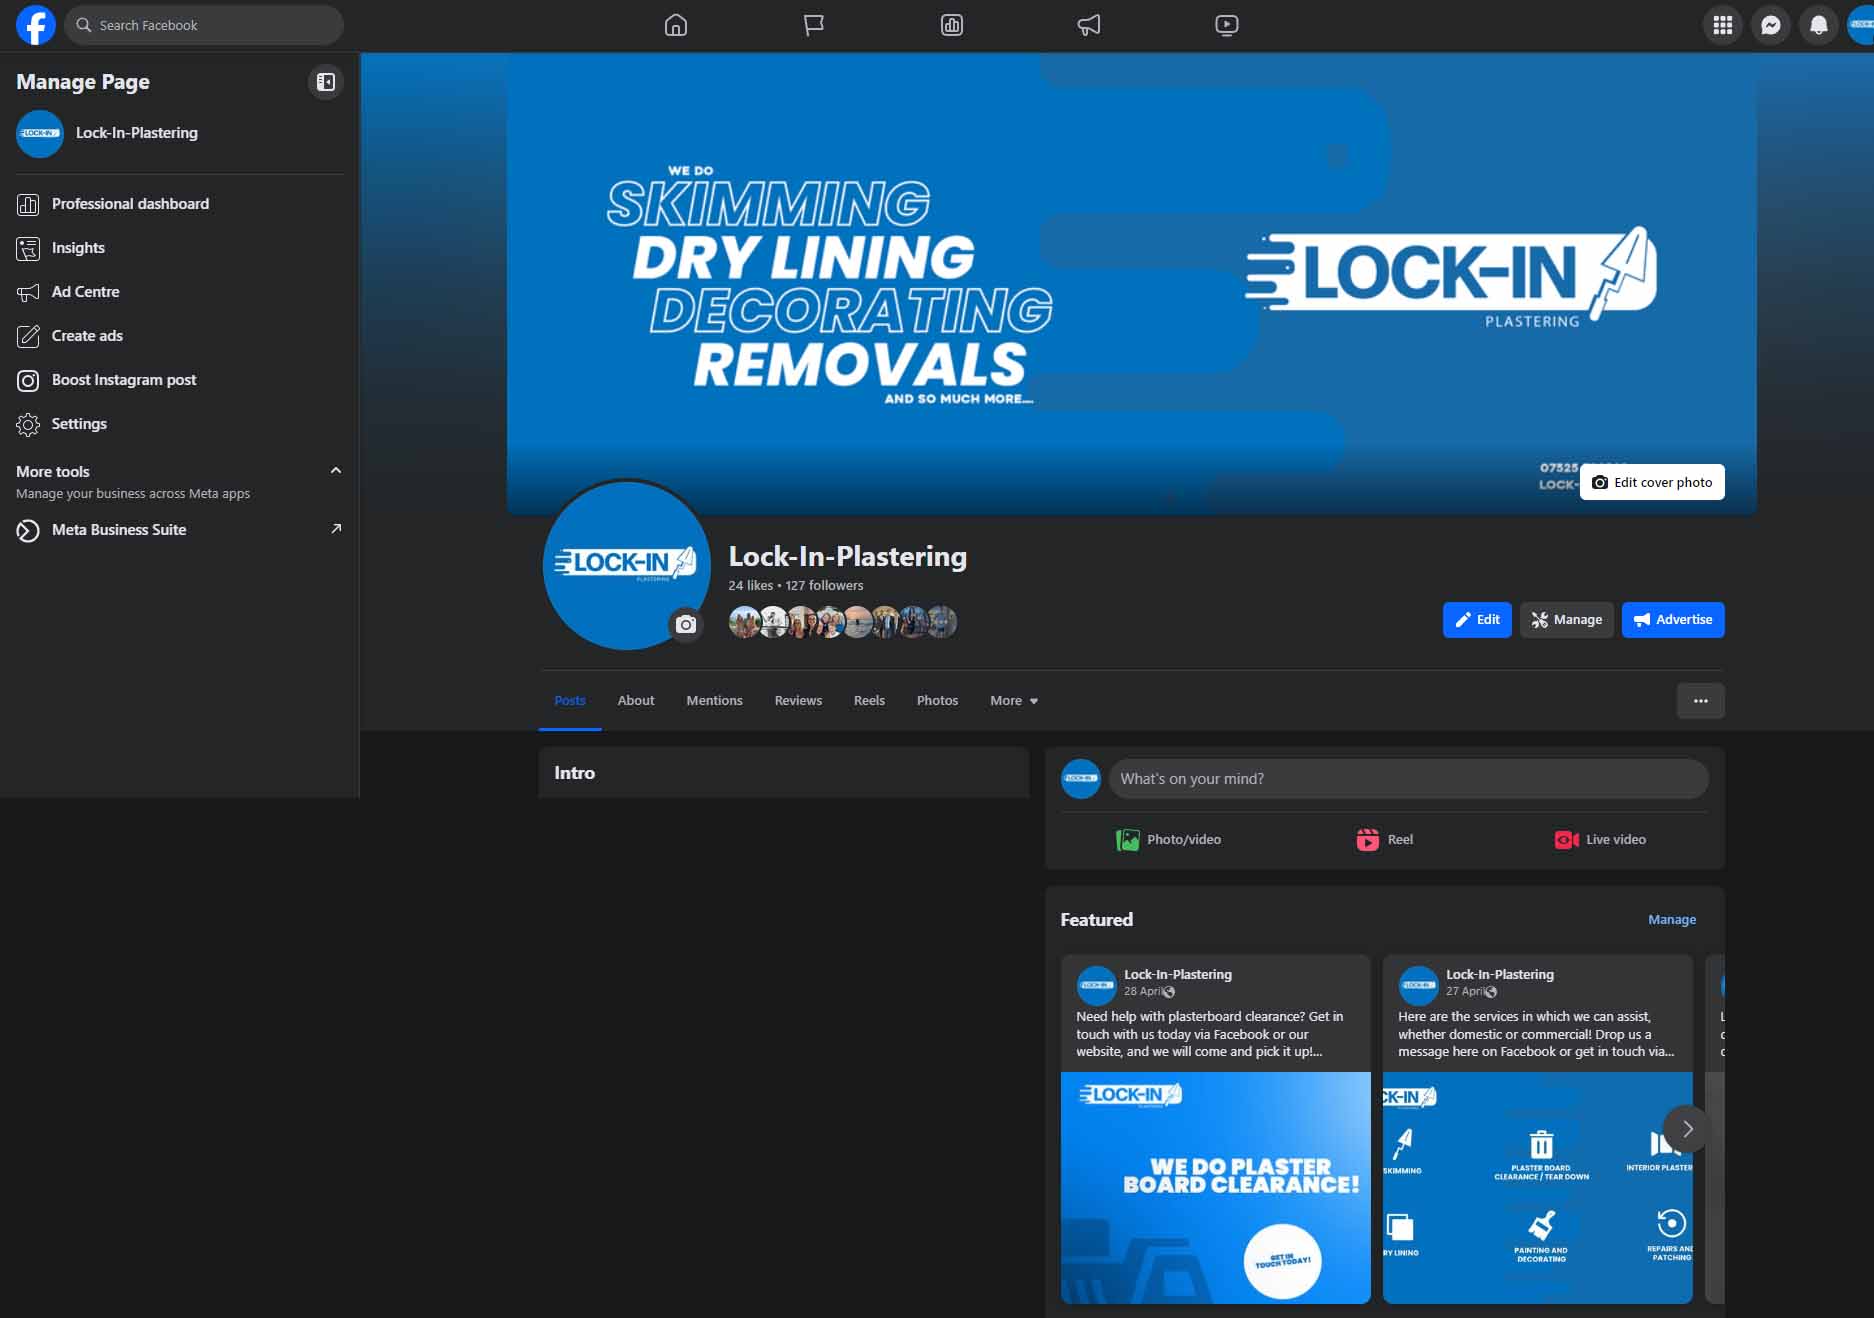 Search Facebook
Manage Page
LOCK-IN
Lock-In-Plastering
Professional dashboard
Insights
Ad Centre
Create ads
Boost Instagram post
Settings
More tools
Manage your business across Meta apps
Meta Business Suite
WE DO
SKIMMING
DRY LINING
DECORATING
REMOVALS
AND SO MUCH MORE....
LOCK-IN
PLASTERING
07525
LOCK-
Edit cover photo
LOCK-IN
PLASTERING
Lock-In-Plastering
24 likes • 127 followers
Edit
Manage
Advertise
Posts
About
Mentions
Reviews
Reels
Photos
More
Intro
LOCK-IN
What's on your mind?
Photo/video
Reel
Live video
Featured
Manage
LOCK-IN
Lock-In-Plastering
28 April
Need help with plasterboard clearance? Get in
touch with us today via Facebook or our
website, and we will come and pick it up!...
LOCK-IN
PLASTERING
WE DO PLASTER
BOARD CLEARANCE!
GET IN
TOUCH TODAY!
LOCK-IN
Lock-In-Plastering
27 April
Here are the services in which we can assist,
whether domestic or commercial! Drop us a
message here on Facebook or get in touch via...
CK-IN
PLASTERING
SKIMMING
PLASTER BOARD
CLEARANCE / TEAR DOWN
INTERIOR PLASTER
RY LINING
PAINTING AND
DECORATING
REPAIRS AND
PATCHING